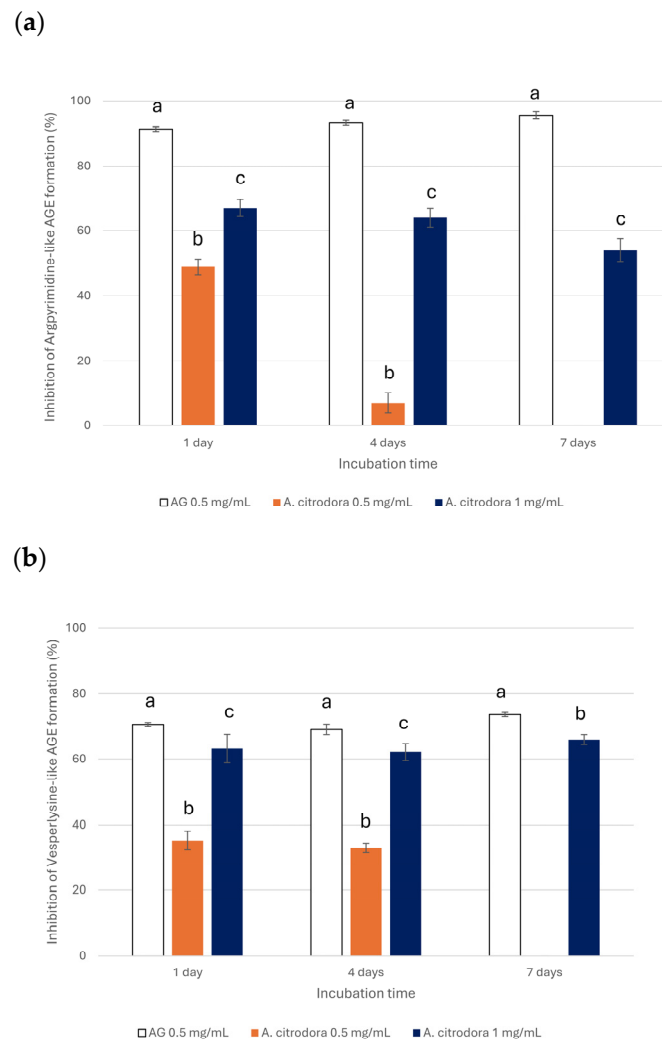 (a)
Inhibition of Argpyrimidine-like AGE formation (%)
100
80
60
40
20
0
a
b
c
a
b
c
a
c
1 day
4 days
7 days
Incubation time
AG 0.5 mg/mL
A. citrodora 0.5 mg/mL
A. citrodora 1 mg/mL
(b)
Inhibition of Vesperlysine-like AGE formation (%)
100
80
60
40
20
0
a
b
c
a
b
c
a
b
1 day
4 days
7 days
Incubation time
AG 0.5 mg/mL
A. citrodora 0.5 mg/mL
A. citrodora 1 mg/mL